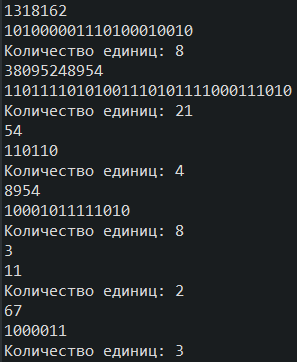 1318162
101000001110100010010
Количество единиц: 8
38095248954
11011110101001110101111000111010
Количество единиц: 21
54
110110
Количество единиц: 4
8954
10001011111010
Количество единиц: 8
3
11
Количество единиц: 2
67
1000011
Количество единиц: 3